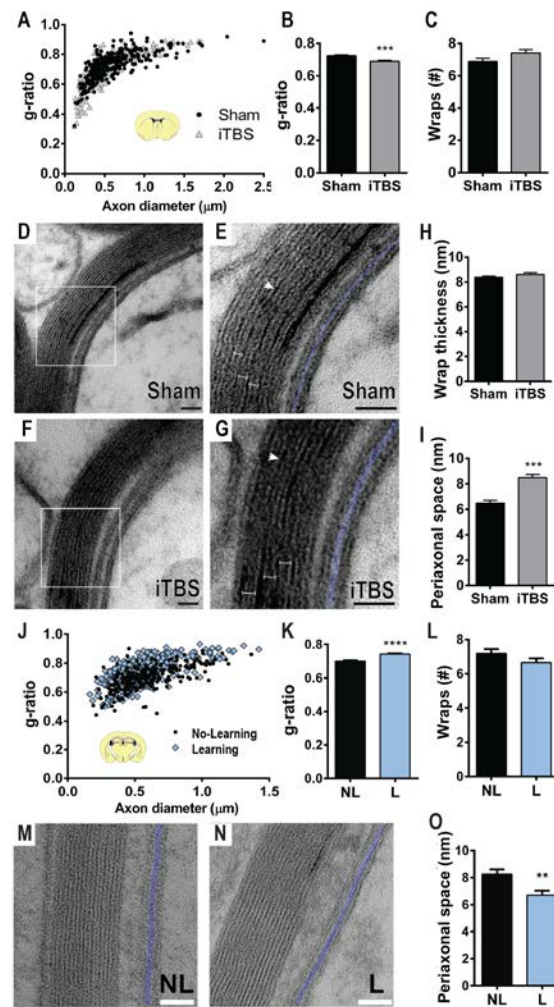 A
g-ratio
1.0
0.8
0.6
0.4
0.2
0.0
0.0 0.5 1.0 1.5 2.0 2.5
Axon diameter (μm)
Sham
iTBS
B
g-ratio
1.0
0.8
0.6
0.4
0.2
0.0
***
Sham iTBS
C
Wraps (#)
8
6
4
2
0
Sham iTBS
D
Sham
E
Sham
H
Wrap thickness (nm)
10
8
6
4
2
0
Sham iTBS
F
iTBS
G
iTBS
I
Periaxonal space (nm)
10
8
6
4
2
0
***
Sham iTBS
J
g-ratio
1.0
0.8
0.6
0.4
0.2
0.0
0.0 0.5 1.0 1.5
Axon diameter (μm)
No-Learning
Learning
K
g-ratio
1.0
0.8
0.6
0.4
0.2
0.0
****
NL L
L
Wraps (#)
8
6
4
2
0
NL L
M
NL
N
L
O
Periaxonal space (nm)
10
8
6
4
2
0
**
NL L